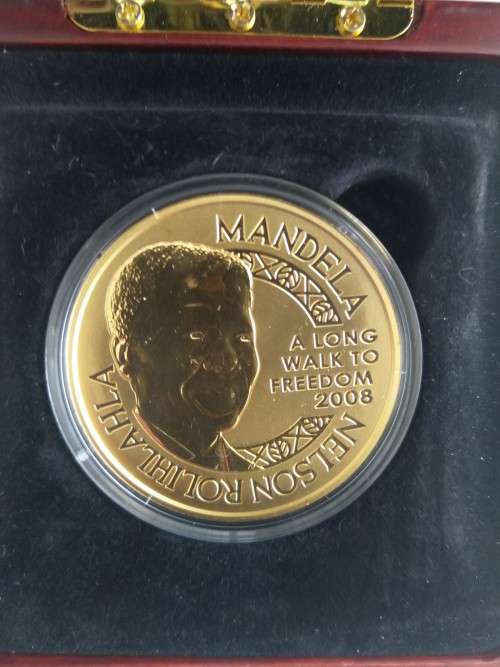 MANDELA
A LONG
WALK TO
FREEDOM
2008
NELSON ROLIHLAHLA